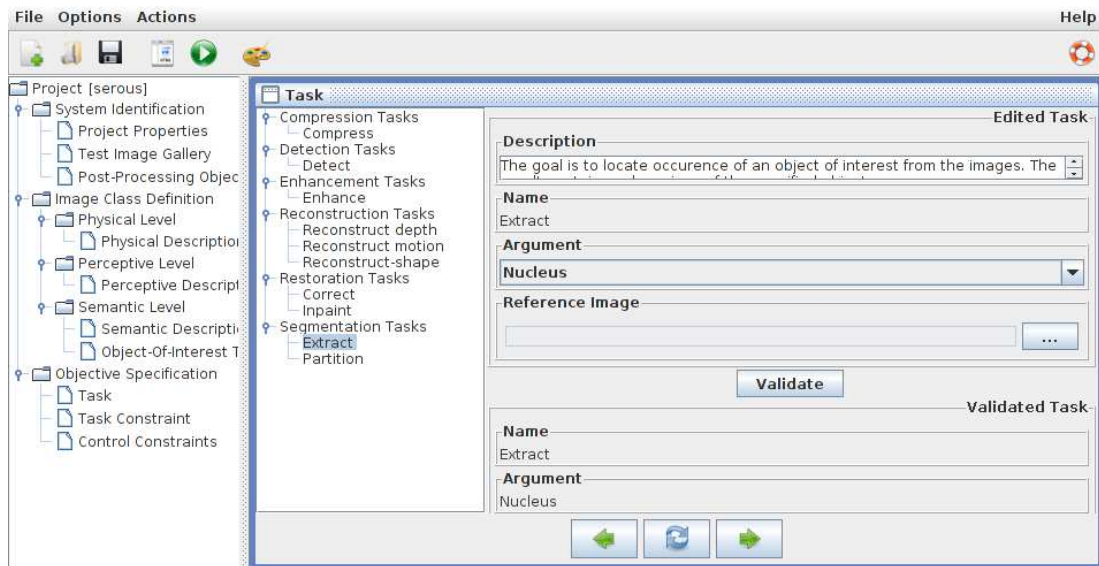 File Options Actions Help
Project [serous]
System Identification
Project Properties
Test Image Gallery
Post-Processing Objec
Image Class Definition
Physical Level
Physical Description
Perceptive Level
Perceptive Descript
Semantic Level
Semantic Descripti
Object-Of-Interest T
Objective Specification
Task
Task Constraint
Control Constraints
Task
Compression Tasks
Compress
Detection Tasks
Detect
Enhancement Tasks
Enhance
Reconstruction Tasks
Reconstruct depth
Reconstruct motion
Reconstruct-shape
Restoration Tasks
Correct
Inpaint
Segmentation Tasks
Extract
Partition
Edited Task
Description
The goal is to locate occurence of an object of interest from the images. The
Name
Extract
Argument
Nucleus
Reference Image
...
Validate
Validated Task
Name
Extract
Argument
Nucleus